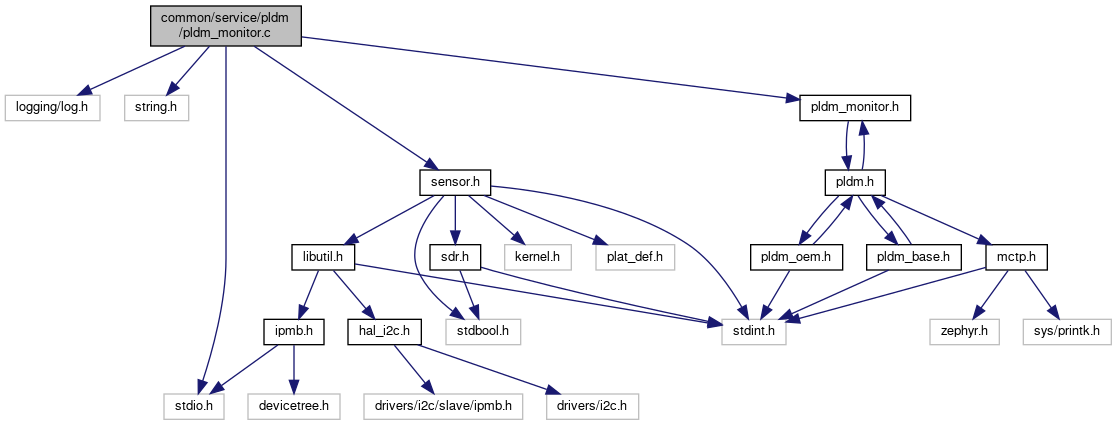 common/service/pldm
/pldm_monitor.c
logging/log.h
string.h
pldm_monitor.h
sensor.h
pldm.h
libutil.h
sdr.h
kernel.h
plat_def.h
pldm_oem.h
pldm_base.h
mctp.h
ipmb.h
hal_i2c.h
stdbool.h
stdint.h
zephyr.h
sys/printk.h
stdio.h
devicetree.h
drivers/i2c/slave/ipmb.h
drivers/i2c.h